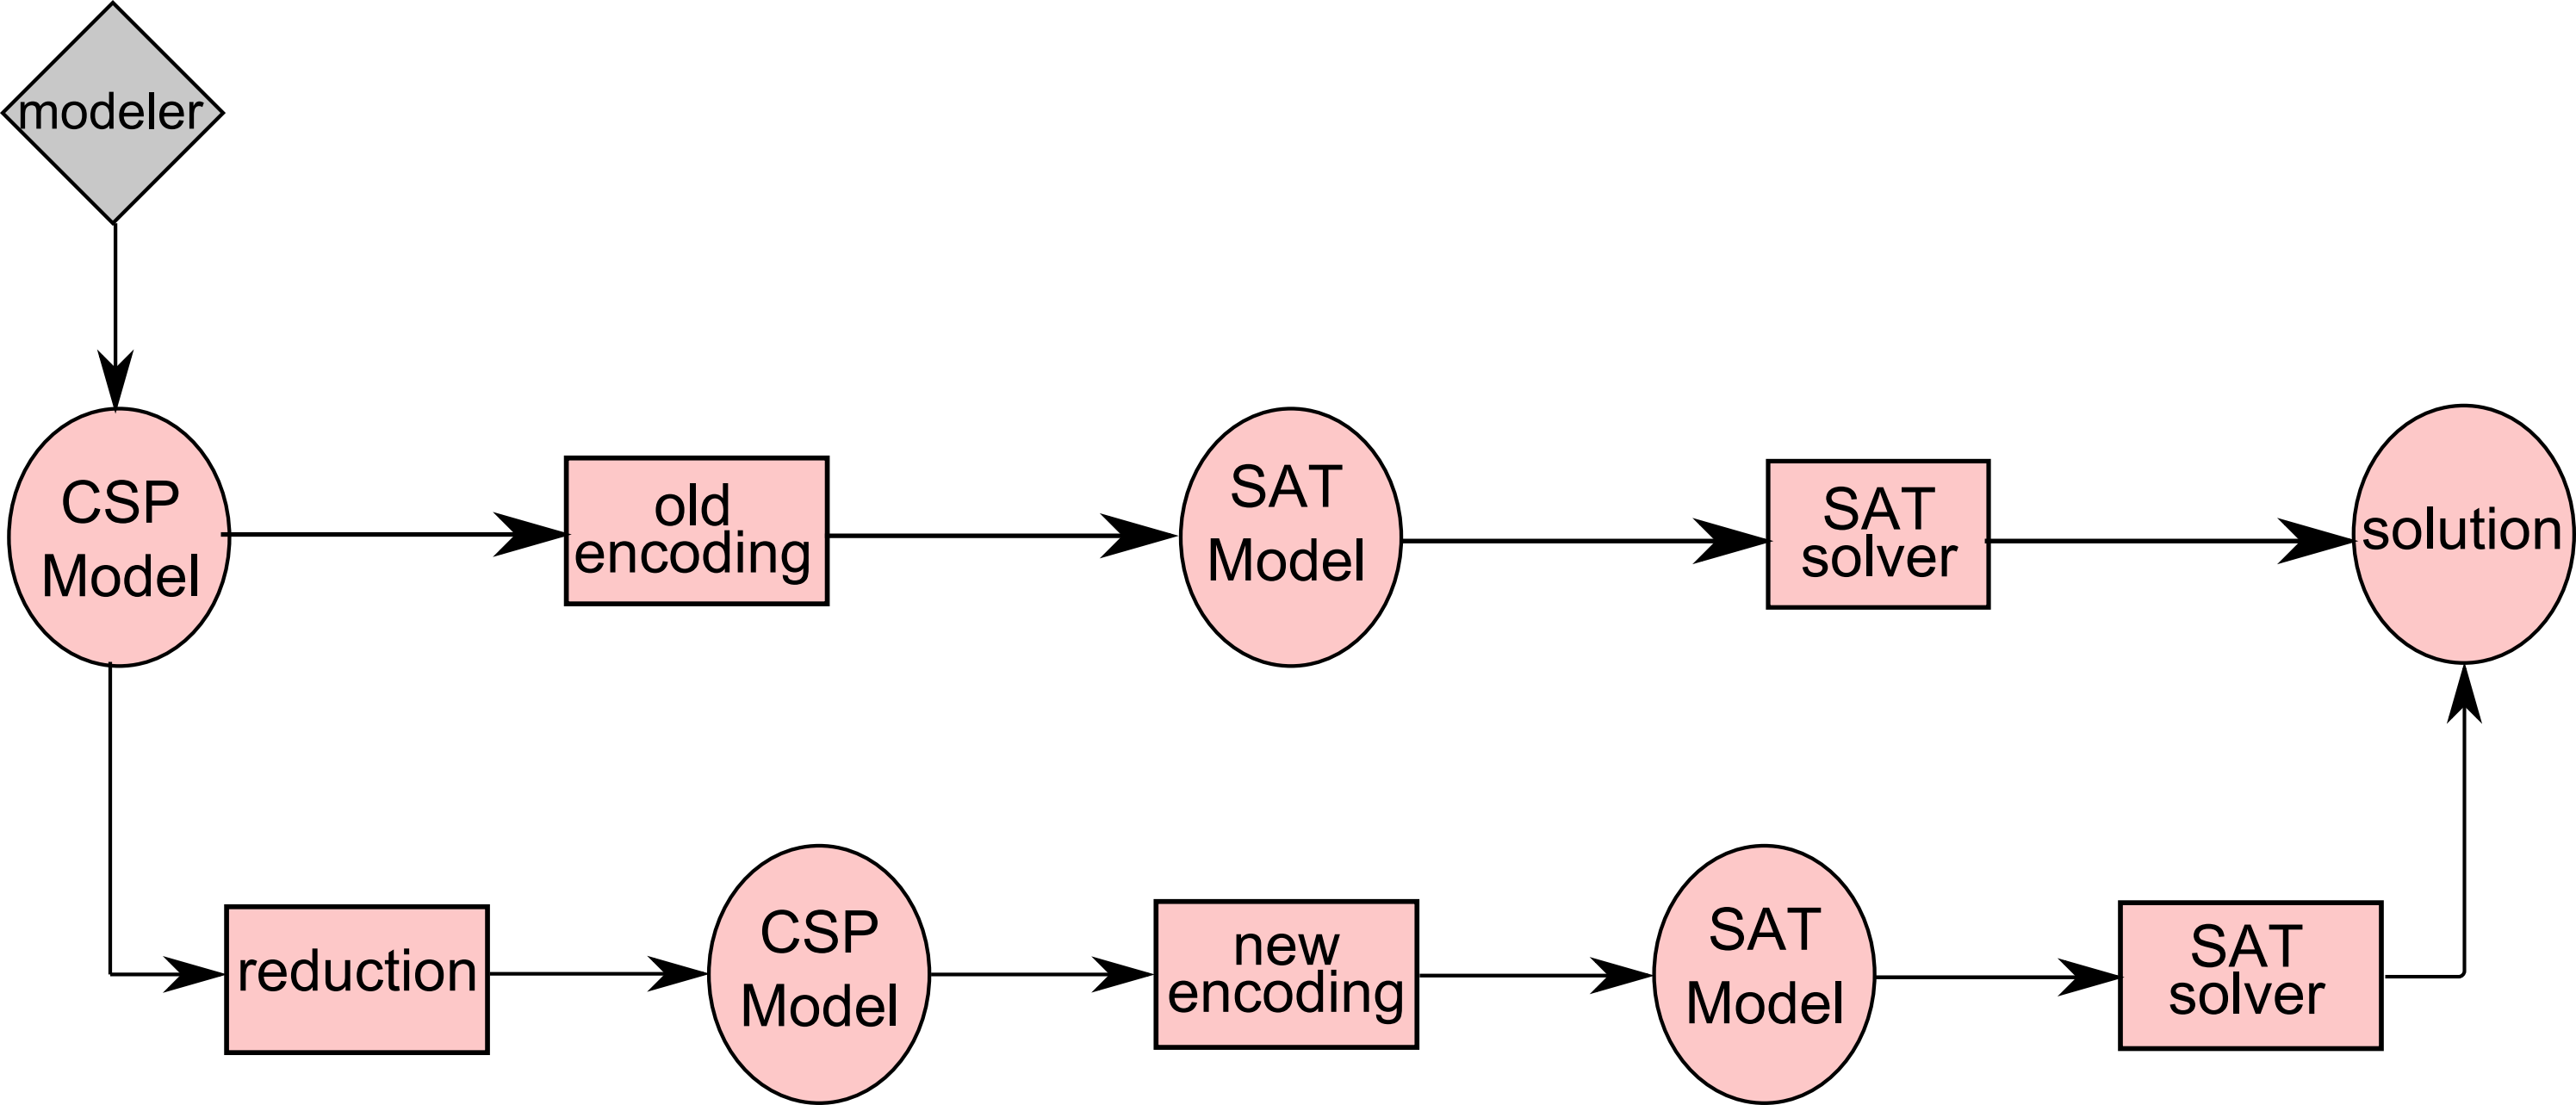 modeler
CSP
Model
old
encoding
SAT
Model
SAT
solver
solution
reduction
CSP
Model
new
encoding
SAT
Model
SAT
solver